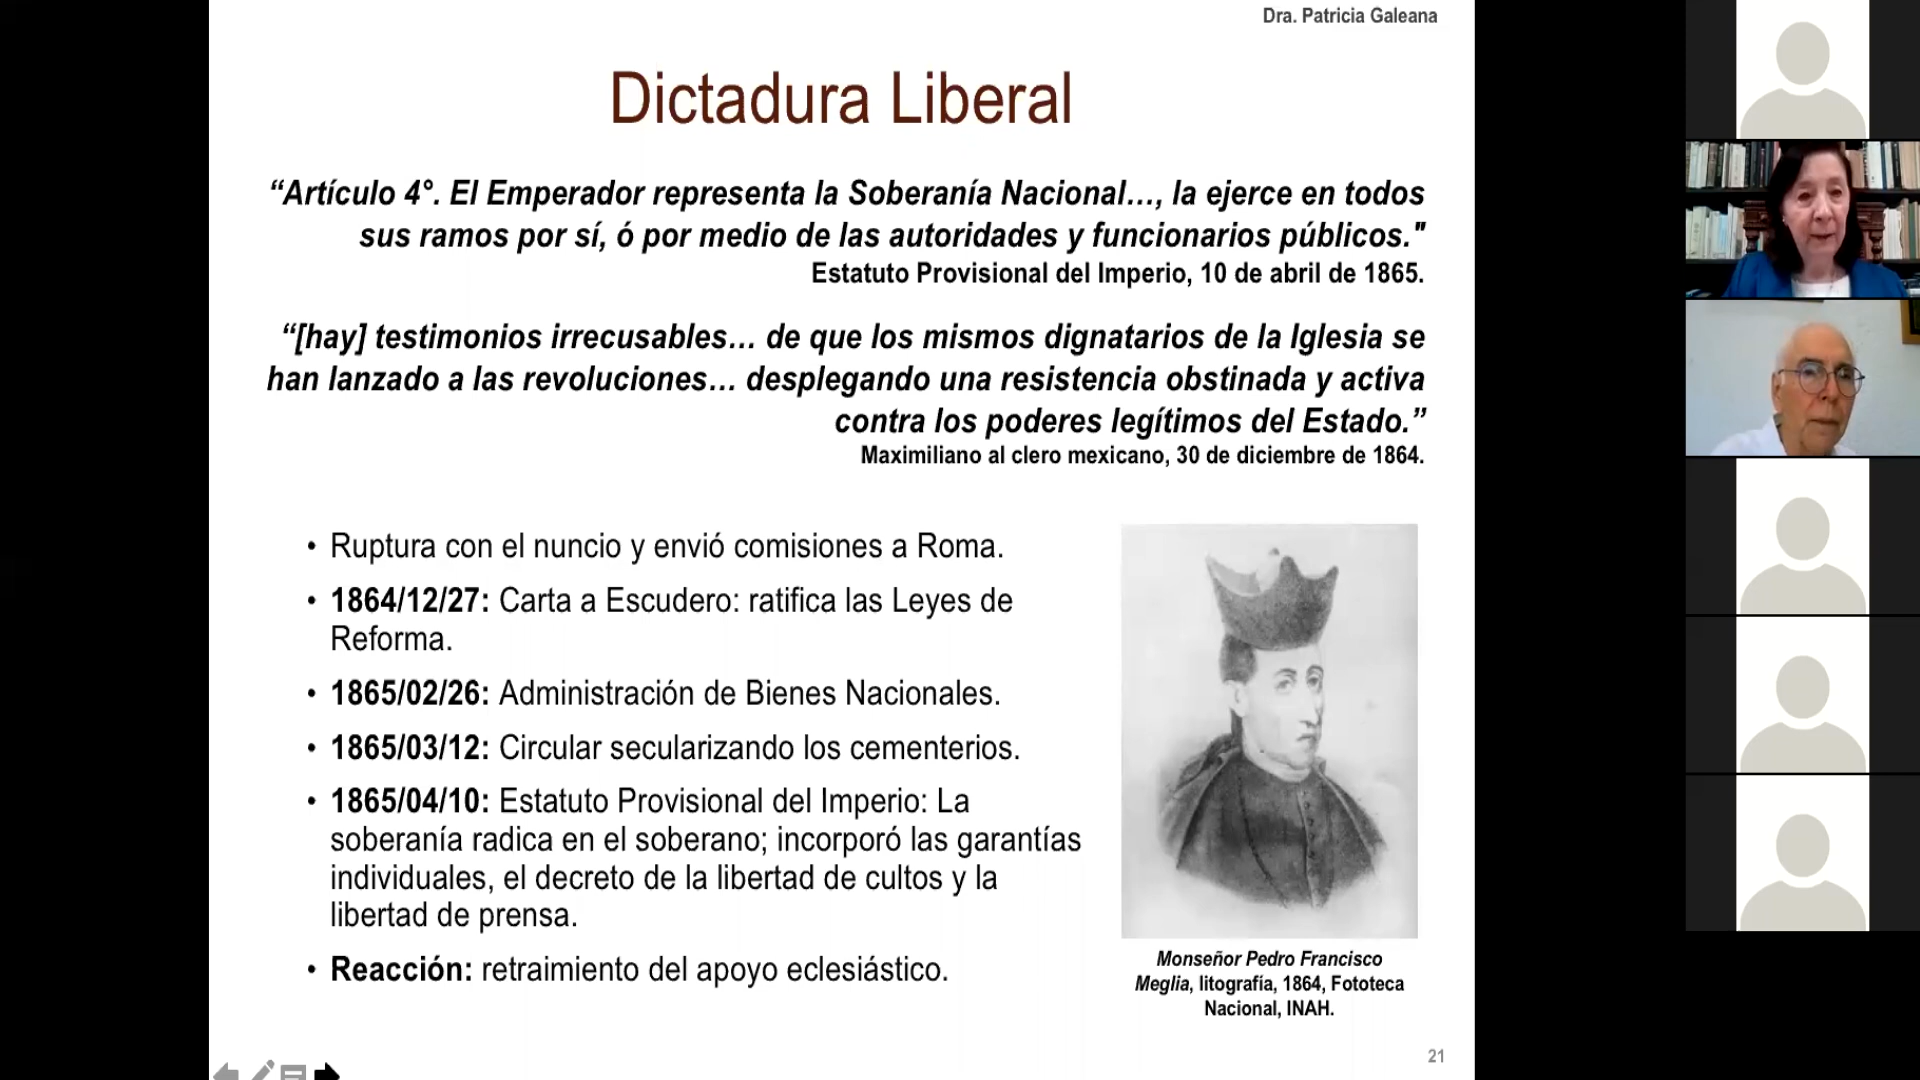 Dra. Patricia Galeana
Dictadura Liberal
“Artículo 4°. El Emperador representa la Soberanía Nacional…, la ejerce en todos
sus ramos por sí, ó por medio de las autoridades y funcionarios públicos."
Estatuto Provisional del Imperio, 10 de abril de 1865.
“[hay] testimonios irrecusables… de que los mismos dignatarios de la Iglesia se
han lanzado a las revoluciones… desplegando una resistencia obstinada y activa
contra los poderes legítimos del Estado.”
Maximiliano al clero mexicano, 30 de diciembre de 1864.
• Ruptura con el nuncio y envió comisiones a Roma.
• 1864/12/27: Carta a Escudero: ratifica las Leyes de
Reforma.
• 1865/02/26: Administración de Bienes Nacionales.
• 1865/03/12: Circular secularizando los cementerios.
• 1865/04/10: Estatuto Provisional del Imperio: La
soberanía radica en el soberano; incorporó las garantías
individuales, el decreto de la libertad de cultos y la
libertad de prensa.
• Reacción: retraimiento del apoyo eclesiástico.
Monseñor Pedro Francisco
Meglia, litografía, 1864, Fototeca
Nacional, INAH.
21